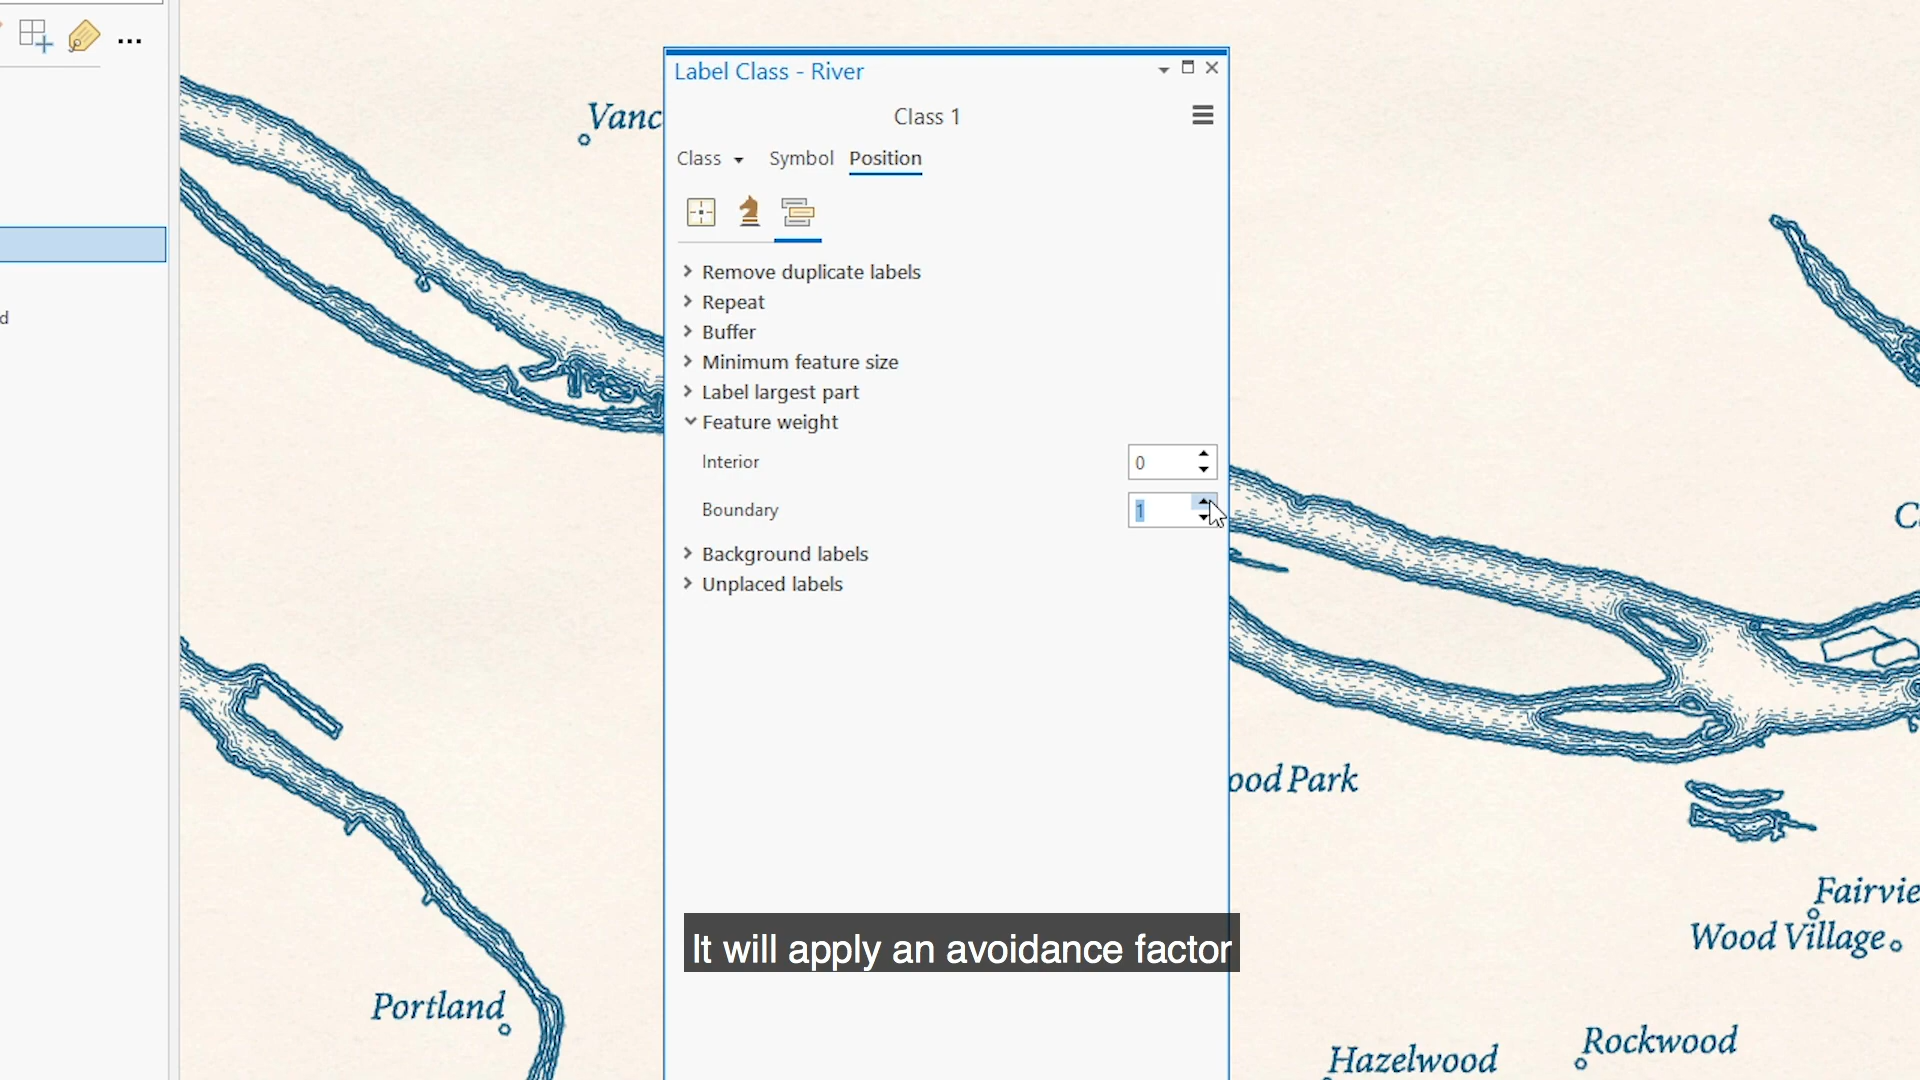 ...
d
Label Class - River
Class 1
Class
Symbol
Position
Remove duplicate labels
Repeat
Buffer
Minimum feature size
Label largest part
Feature weight
Interior
0
Boundary
1
Background labels
Unplaced labels
Vanc
C
ood Park
Fairvie
Wood Village
Portland
Rockwood
Hazelwood
It will apply an avoidance factor